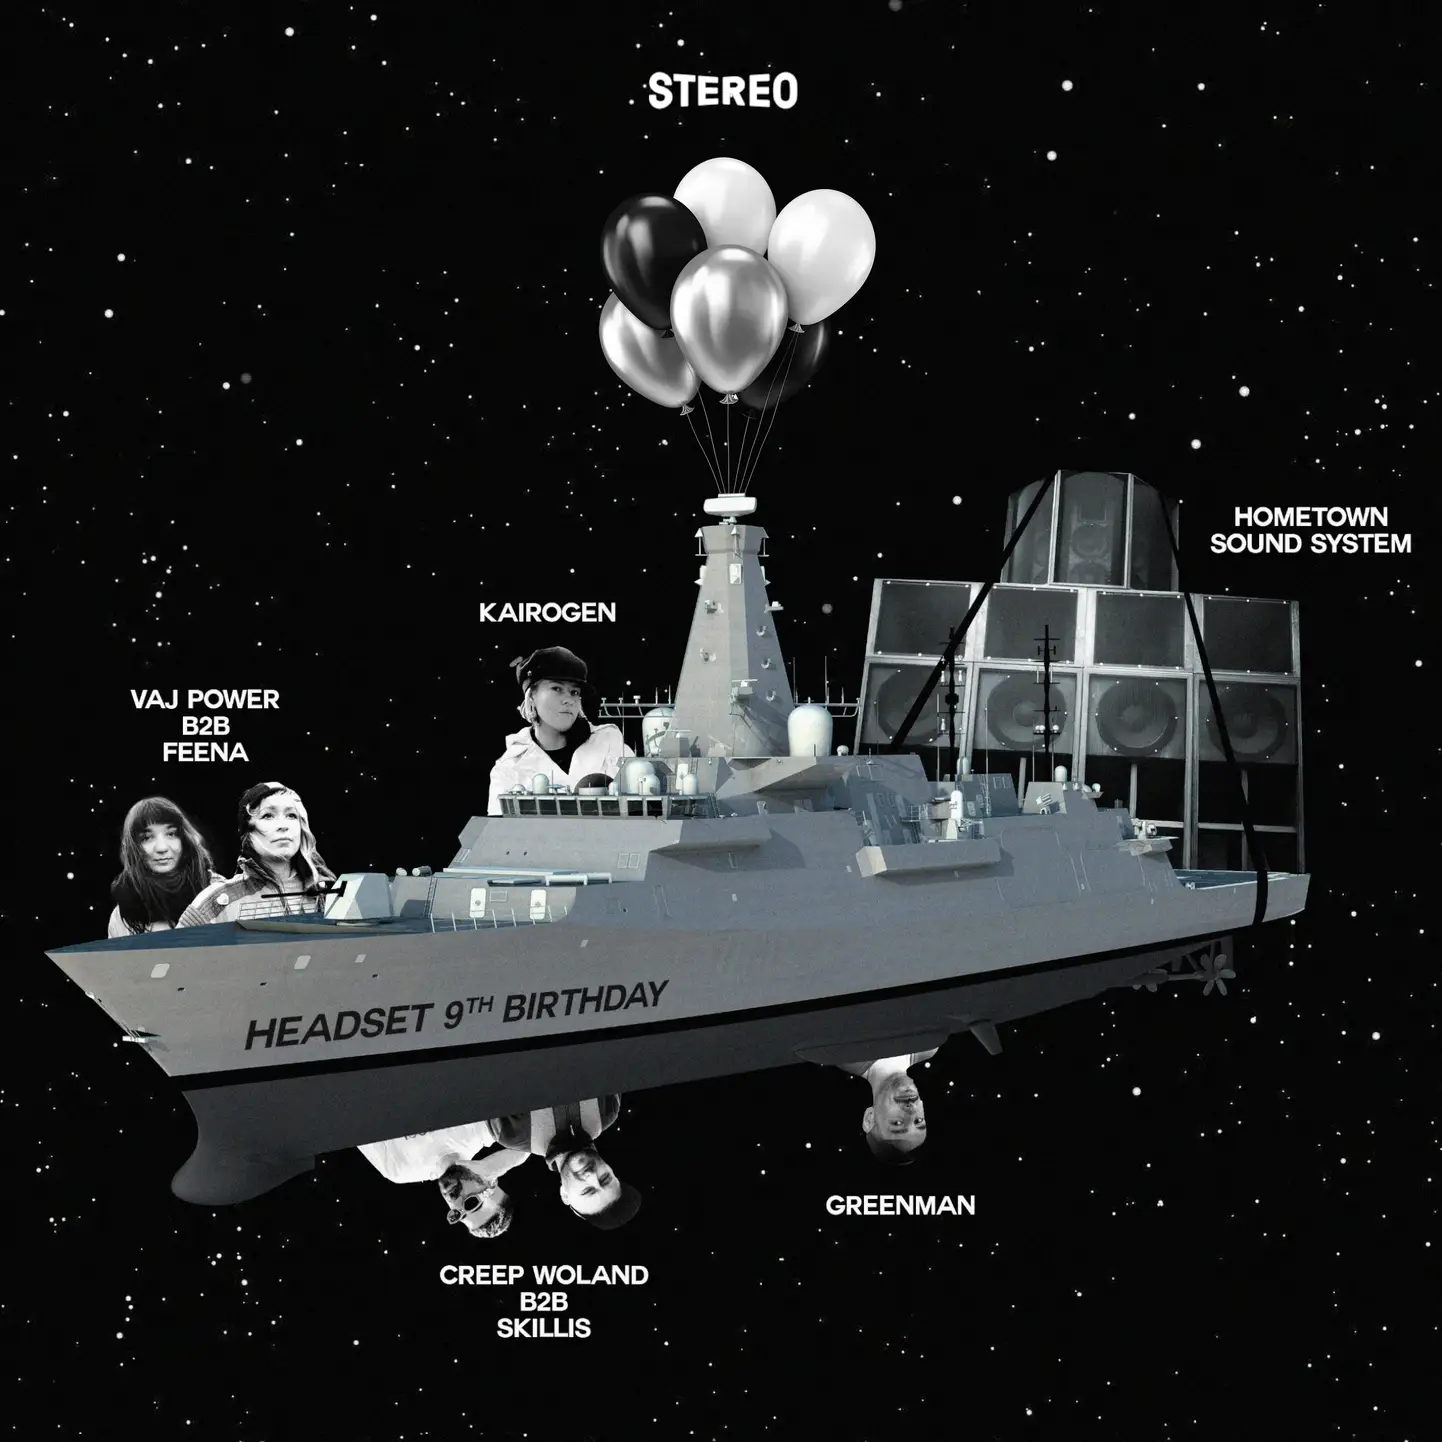 STEREO
HOMETOWN
SOUND SYSTEM
KAIROGEN
VAJ POWER
B2B
FEENA
HEADSET 9TH BIRTHDAY
GREENMAN
CREEP WOLAND
B2B
SKILLIS